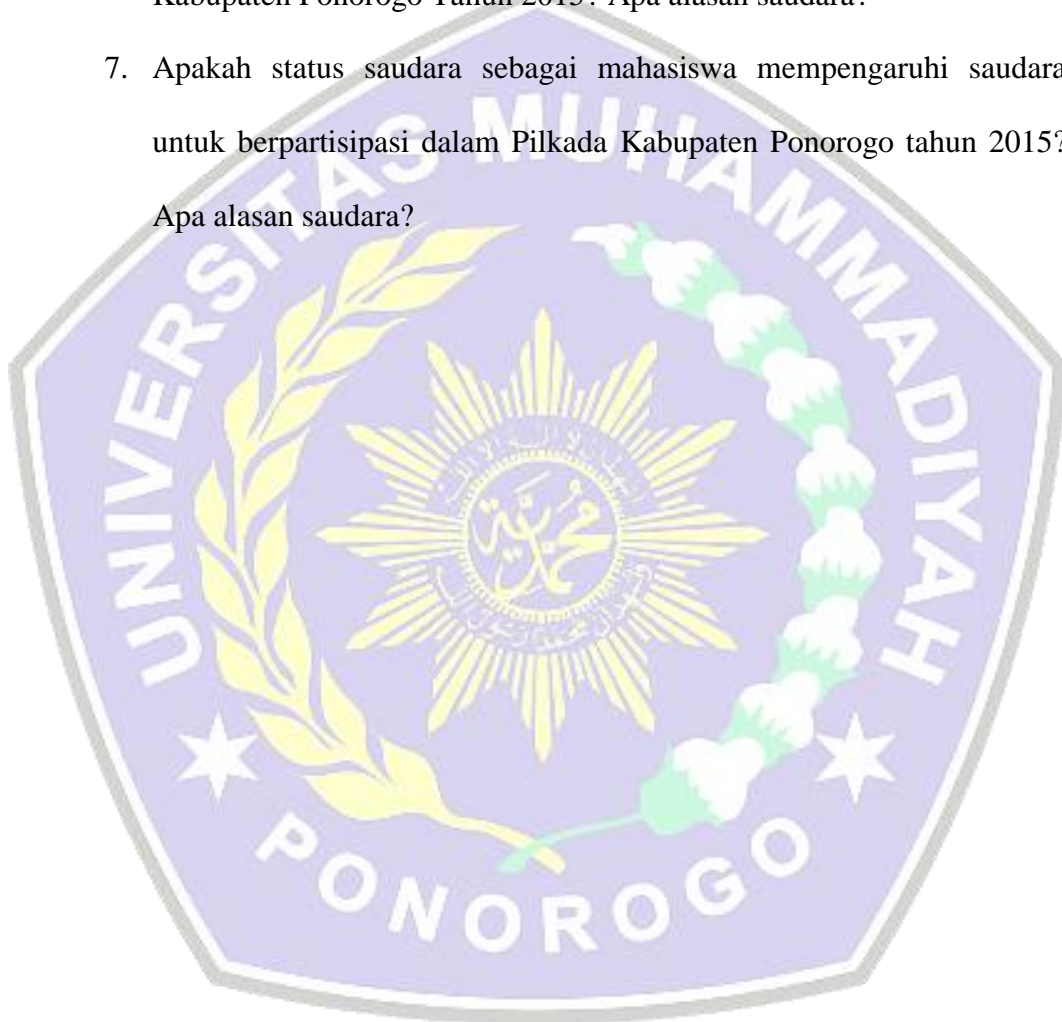 Kabupaten Ponorogo Tahun 2015? Apa alasan saudara?
7. Apakah status saudara sebagai mahasiswa mempengaruhi saudara
untuk berpartisipasi dalam Pilkada Kabupaten Ponorogo tahun 2015?
Apa alasan saudara?
UNIVERSITAS MUHAMMADIYAH
محمدية
PONOROGO